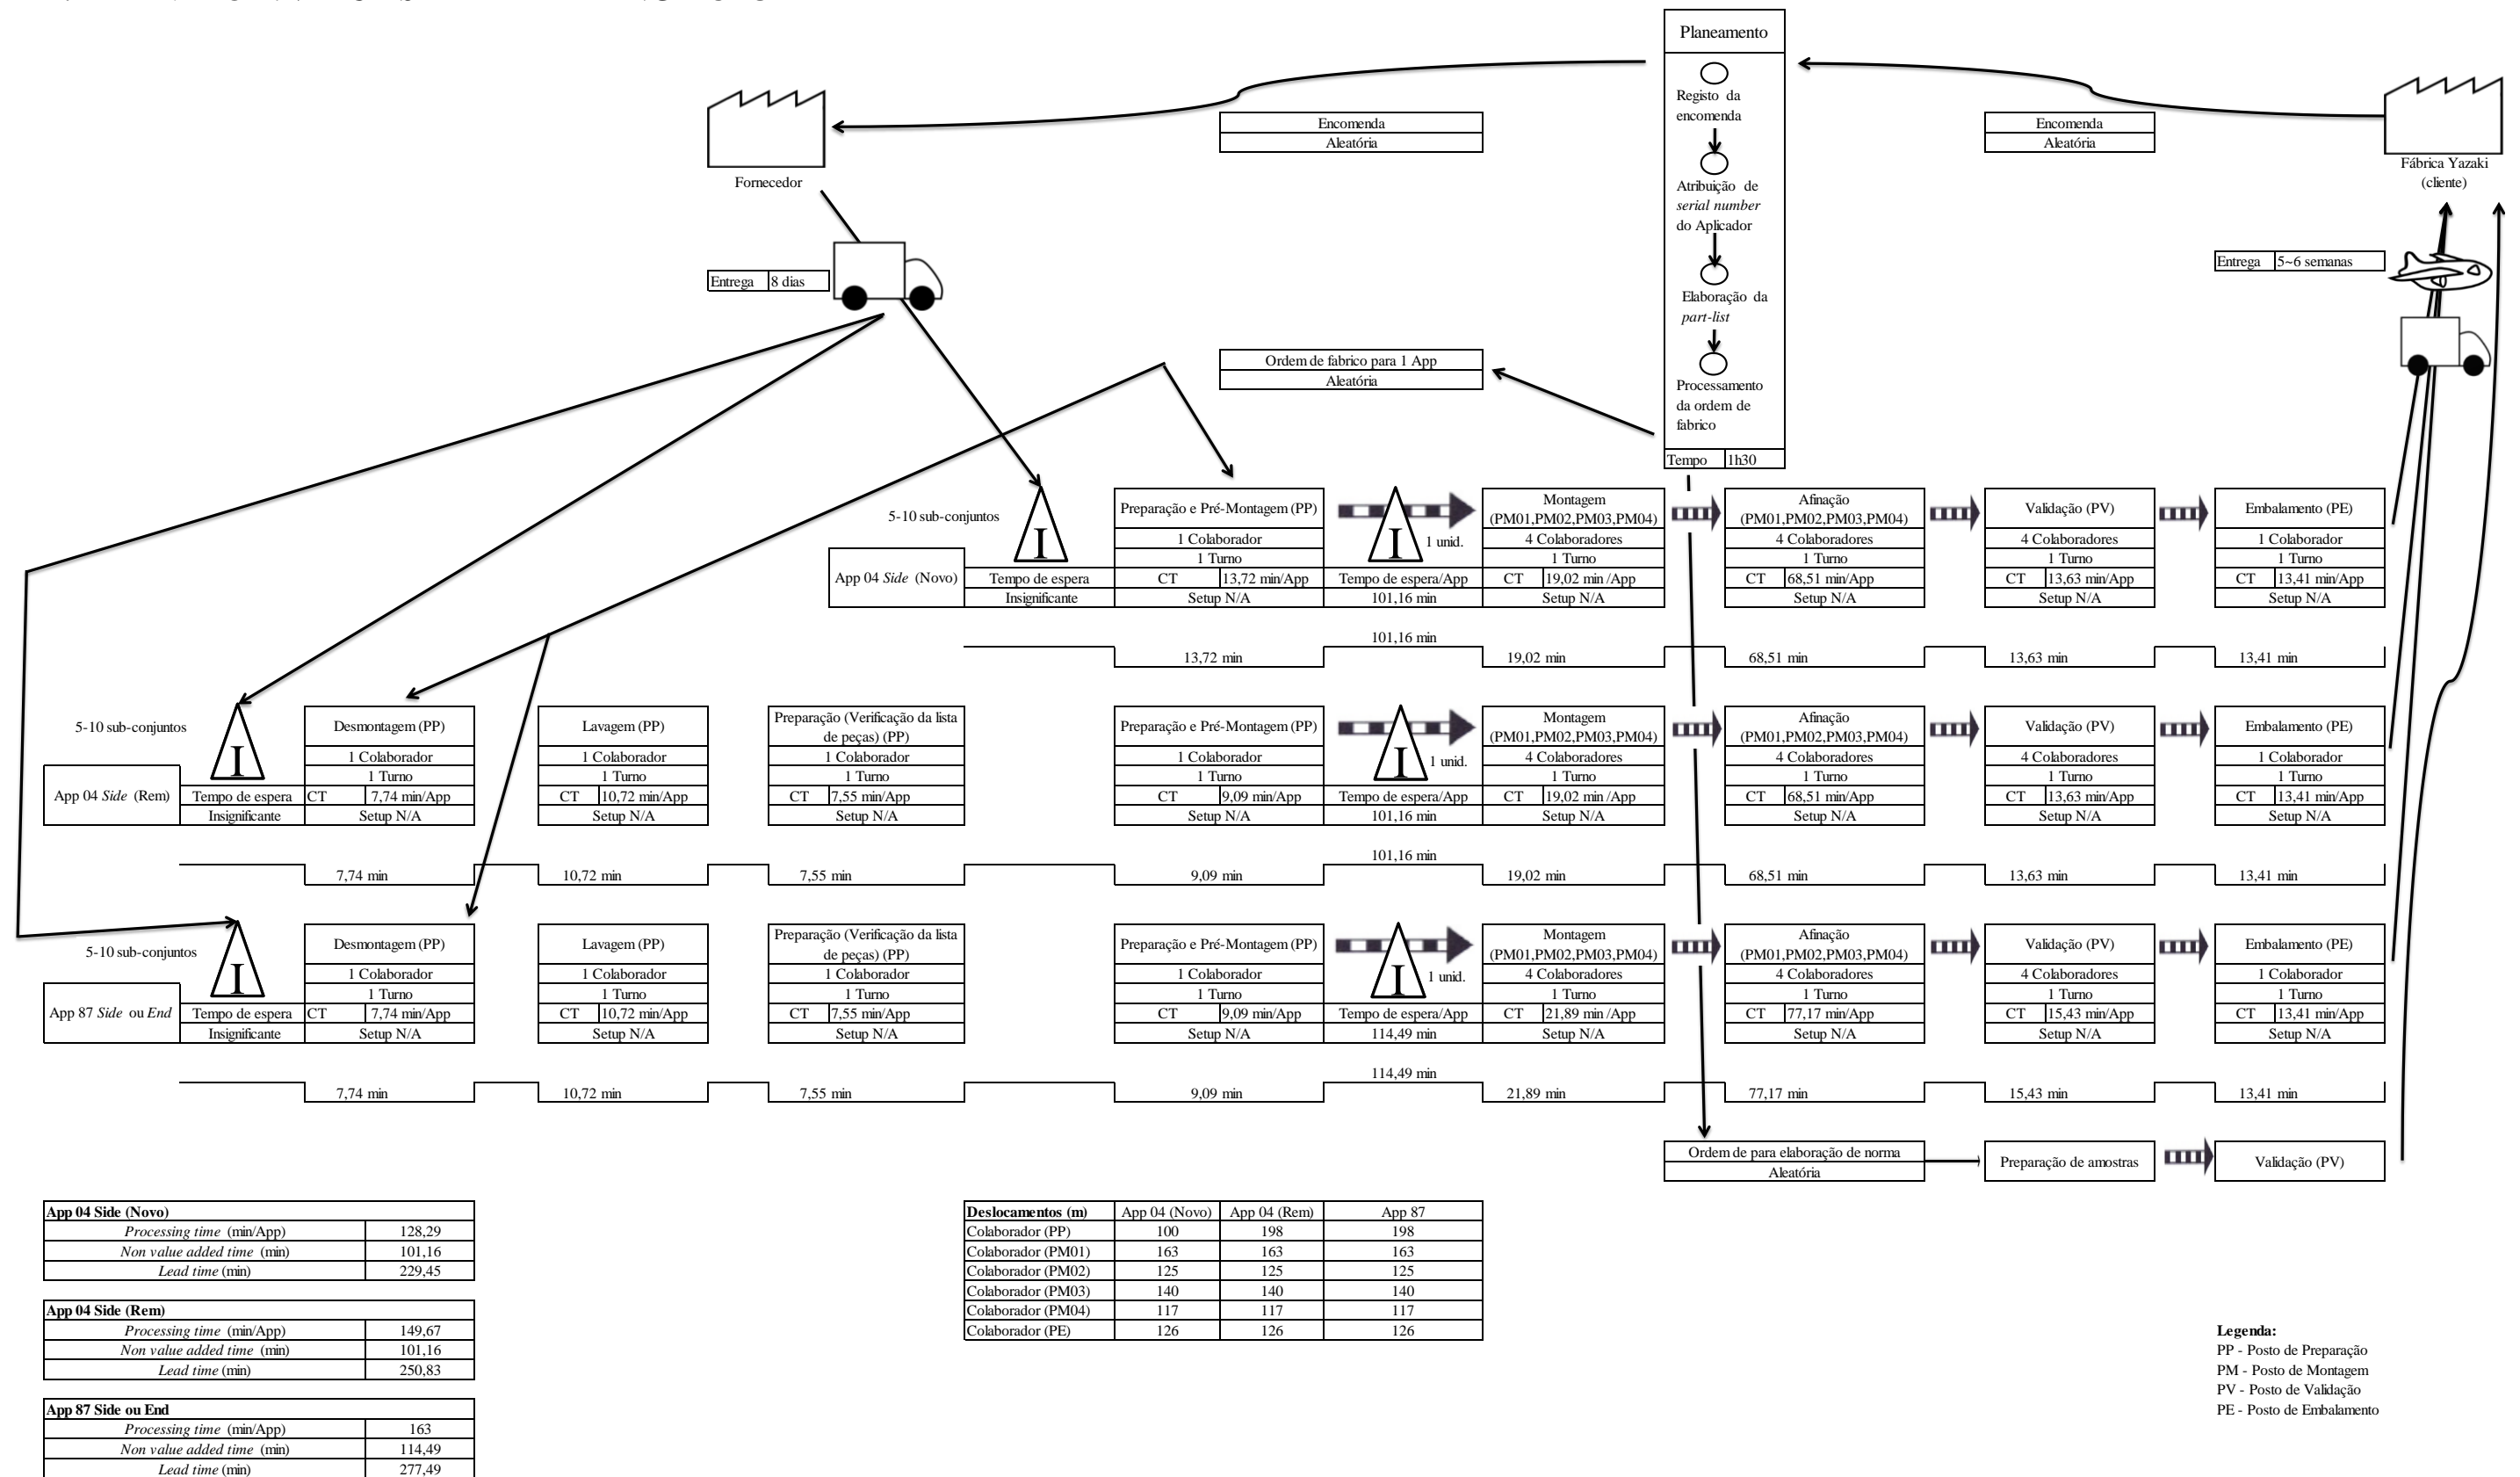 Planeamento
Registo da
encomenda
Atribuição de
serial number
do Aplicador
Elaboração da
part-list
Processamento
da ordem de
fabrico
Tempo 1h30
Encomenda
Aleatória
Encomenda
Aleatória
Fornecedor
Fábrica Yazaki
(cliente)
Entrega 8 dias
Entrega 5~6 semanas
Ordem de fabrico para 1 App
Aleatória
App 04 Side (Novo)
5-10 sub-conjuntos
I
Tempo de espera
Insignificante
Preparação e Pré-Montagem (PP)
1 Colaborador
1 Turno
CT 13,72 min/App
Setup N/A
I
1 unid.
Tempo de espera/App
101,16 min
Montagem
(PM01,PM02,PM03,PM04)
4 Colaboradores
1 Turno
CT 19,02 min /App
Setup N/A
Afinação
(PM01,PM02,PM03,PM04)
4 Colaboradores
1 Turno
CT 68,51 min/App
Setup N/A
Validação (PV)
4 Colaboradores
1 Turno
CT 13,63 min/App
Setup N/A
Embalamento (PE)
1 Colaborador
1 Turno
CT 13,41 min/App
Setup N/A
13,72 min 101,16 min 19,02 min 68,51 min 13,63 min 13,41 min
App 04 Side (Rem)
5-10 sub-conjuntos
I
Tempo de espera
Insignificante
Desmontagem (PP)
1 Colaborador
1 Turno
CT 7,74 min/App
Setup N/A
Lavagem (PP)
1 Colaborador
1 Turno
CT 10,72 min/App
Setup N/A
Preparação (Verificação da lista
de peças) (PP)
1 Colaborador
1 Turno
CT 7,55 min/App
Setup N/A
Preparação e Pré-Montagem (PP)
1 Colaborador
1 Turno
CT 9,09 min/App
Setup N/A
I
1 unid.
Tempo de espera/App
101,16 min
Montagem
(PM01,PM02,PM03,PM04)
4 Colaboradores
1 Turno
CT 19,02 min /App
Setup N/A
Afinação
(PM01,PM02,PM03,PM04)
4 Colaboradores
1 Turno
CT 68,51 min/App
Setup N/A
Validação (PV)
4 Colaboradores
1 Turno
CT 13,63 min/App
Setup N/A
Embalamento (PE)
1 Colaborador
1 Turno
CT 13,41 min/App
Setup N/A
7,74 min 10,72 min 7,55 min 9,09 min 101,16 min 19,02 min 68,51 min 13,63 min 13,41 min
App 87 Side ou End
5-10 sub-conjuntos
I
Tempo de espera
Insignificante
Desmontagem (PP)
1 Colaborador
1 Turno
CT 7,74 min/App
Setup N/A
Lavagem (PP)
1 Colaborador
1 Turno
CT 10,72 min/App
Setup N/A
Preparação (Verificação da lista
de peças) (PP)
1 Colaborador
1 Turno
CT 7,55 min/App
Setup N/A
Preparação e Pré-Montagem (PP)
1 Colaborador
1 Turno
CT 9,09 min/App
Setup N/A
I
1 unid.
Tempo de espera/App
114,49 min
Montagem
(PM01,PM02,PM03,PM04)
4 Colaboradores
1 Turno
CT 21,89 min /App
Setup N/A
Afinação
(PM01,PM02,PM03,PM04)
4 Colaboradores
1 Turno
CT 77,17 min/App
Setup N/A
Validação (PV)
4 Colaboradores
1 Turno
CT 15,43 min/App
Setup N/A
Embalamento (PE)
1 Colaborador
1 Turno
CT 13,41 min/App
Setup N/A
7,74 min 10,72 min 7,55 min 9,09 min 114,49 min 21,89 min 77,17 min 15,43 min 13,41 min
Ordem de para elaboração de norma
Aleatória
Preparação de amostras
Validação (PV)
App 04 Side (Novo)
Processing time (min/App) 128,29
Non value added time (min) 101,16
Lead time (min) 229,45
App 04 Side (Rem)
Processing time (min/App) 149,67
Non value added time (min) 101,16
Lead time (min) 250,83
App 87 Side ou End
Processing time (min/App) 163
Non value added time (min) 114,49
Lead time (min) 277,49
Deslocamentos (m) App 04 (Novo) App 04 (Rem) App 87
Colaborador (PP) 100 198 198
Colaborador (PM01) 163 163 163
Colaborador (PM02) 125 125 125
Colaborador (PM03) 140 140 140
Colaborador (PM04) 117 117 117
Colaborador (PE) 126 126 126
Legenda:
PP - Posto de Preparação
PM - Posto de Montagem
PV - Posto de Validação
PE - Posto de Embalamento